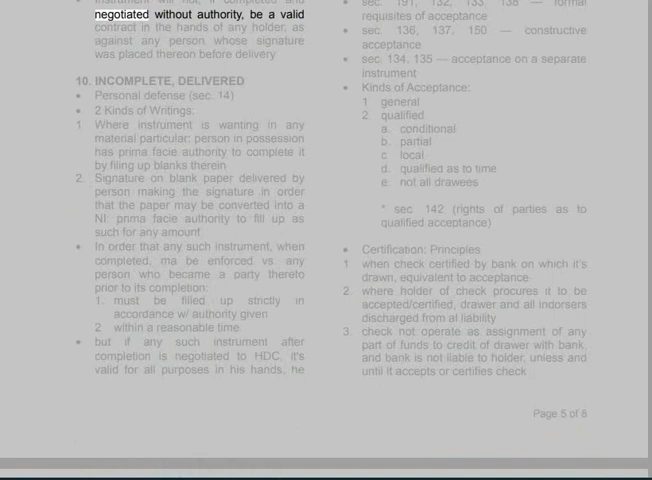 instrument will not, if completed and
negotiated without authority, be a valid
contract in the hands of any holder, as
against any person whose signature
was placed thereon before delivery
10. INCOMPLETE, DELIVERED
• Personal defense (sec. 14)
• 2 Kinds of Writings:
1 Where instrument is wanting in any
material particular: person in possession
has prima facie authority to complete it
by filing up blanks therein
2. Signature on blank paper delivered by
person making the signature in order
that the paper may be converted into a
NI: prima facie authority to fill up as
such for any amount
• In order that any such instrument, when
completed, ma be enforced vs. any
person who became a party thereto
prior to its completion:
1. must be filled up strictly in
accordance w/ authority given
2 within a reasonable time
• but if any such instrument after
completion is negotiated to HDC, it's
valid for all purposes in his hands, he
• sec. 191, 132, 133, 138 — formal
requisites of acceptance
• sec 136, 137, 150 — constructive
acceptance
• sec. 134, 135 — acceptance on a separate
instrument
• Kinds of Acceptance:
1 general
2 qualified
a. conditional
b. partial
c local
d. qualified as to time
e not all drawees
* sec 142 (rights of parties as to
qualified acceptance)
• Certification: Principles
1 when check certified by bank on which it's
drawn, equivalent to acceptance
2. where holder of check procures it to be
accepted/certified, drawer and all indorsers
discharged from al liability
3. check not operate as assignment of any
part of funds to credit of drawer with bank,
and bank is not liable to holder, unless and
until it accepts or certifies check
Page 5 of 8